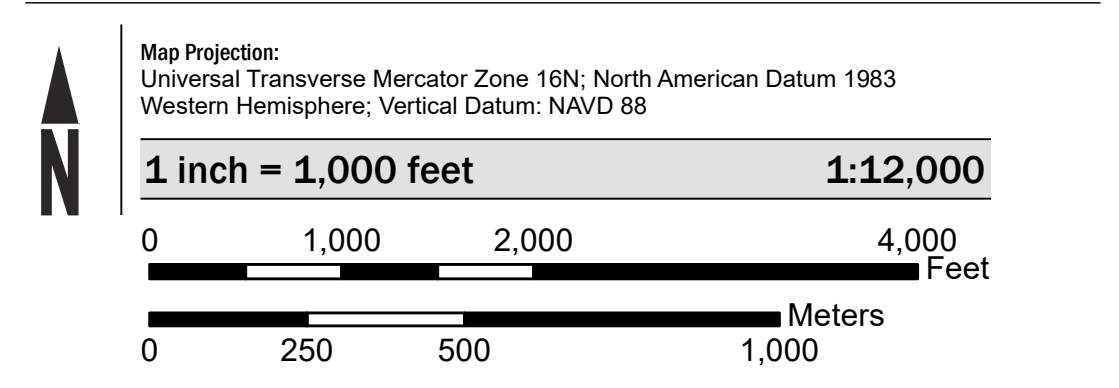 N
Map Projection:
Universal Transverse Mercator Zone 16N; North American Datum 1983
Western Hemisphere; Vertical Datum: NAVD 88
1 inch = 1,000 feet 1:12,000
0 1,000 2,000 4,000
Feet
Meters
0 250 500 1,000